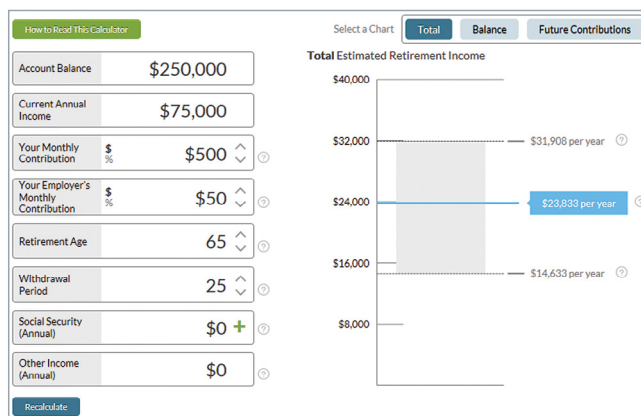 How to Read This Calculator
Select a Chart
Total
Balance
Future Contributions
Account Balance
$250,000
Current Annual
Income
$75,000
Your Monthly
Contribution
$
%
$500
?
Your Employer's
Monthly
Contribution
$
%
$50
?
Retirement Age
65
?
Withdrawal
Period
25
?
Social Security
(Annual)
$0 +
?
Other Income
(Annual)
$0
?
Recalculate
Total Estimated Retirement Income
$40,000
$32,000
$31,908 per year
?
$24,000
$23,833 per year
?
$16,000
$14,633 per year
?
$8,000